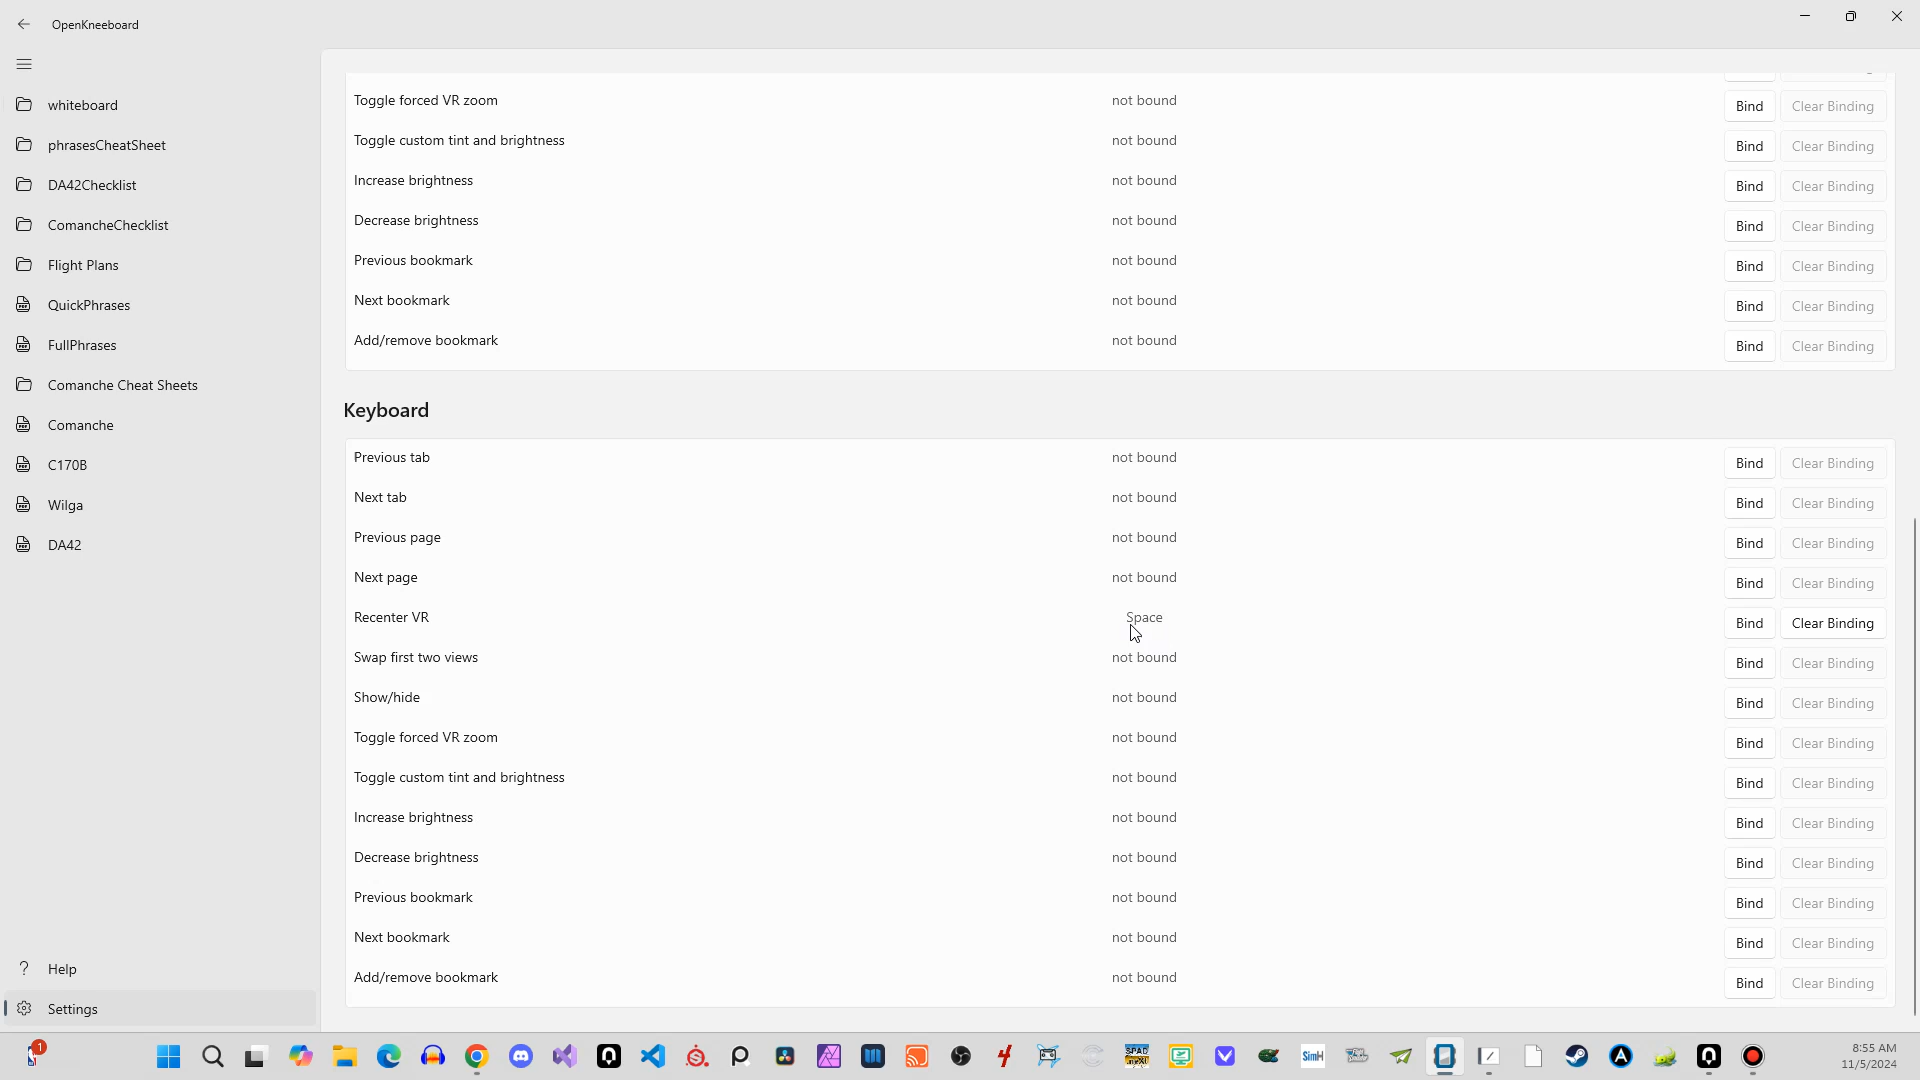 OpenKneeboard
whiteboard
phrasesCheatSheet
DA42Checklist
ComancheChecklist
Flight Plans
QuickPhrases
FullPhrases
Comanche Cheat Sheets
Comanche
C170B
Wilga
DA42
Help
Settings
Toggle forced VR zoom not bound Bind Clear Binding
Toggle custom tint and brightness not bound Bind Clear Binding
Increase brightness not bound Bind Clear Binding
Decrease brightness not bound Bind Clear Binding
Previous bookmark not bound Bind Clear Binding
Next bookmark not bound Bind Clear Binding
Add/remove bookmark not bound Bind Clear Binding
Keyboard
Previous tab not bound Bind Clear Binding
Next tab not bound Bind Clear Binding
Previous page not bound Bind Clear Binding
Next page not bound Bind Clear Binding
Recenter VR Space Bind Clear Binding
Swap first two views not bound Bind Clear Binding
Show/hide not bound Bind Clear Binding
Toggle forced VR zoom not bound Bind Clear Binding
Toggle custom tint and brightness not bound Bind Clear Binding
Increase brightness not bound Bind Clear Binding
Decrease brightness not bound Bind Clear Binding
Previous bookmark not bound Bind Clear Binding
Next bookmark not bound Bind Clear Binding
Add/remove bookmark not bound Bind Clear Binding
1
SPAD
SimH
8:55 AM
11/5/2024